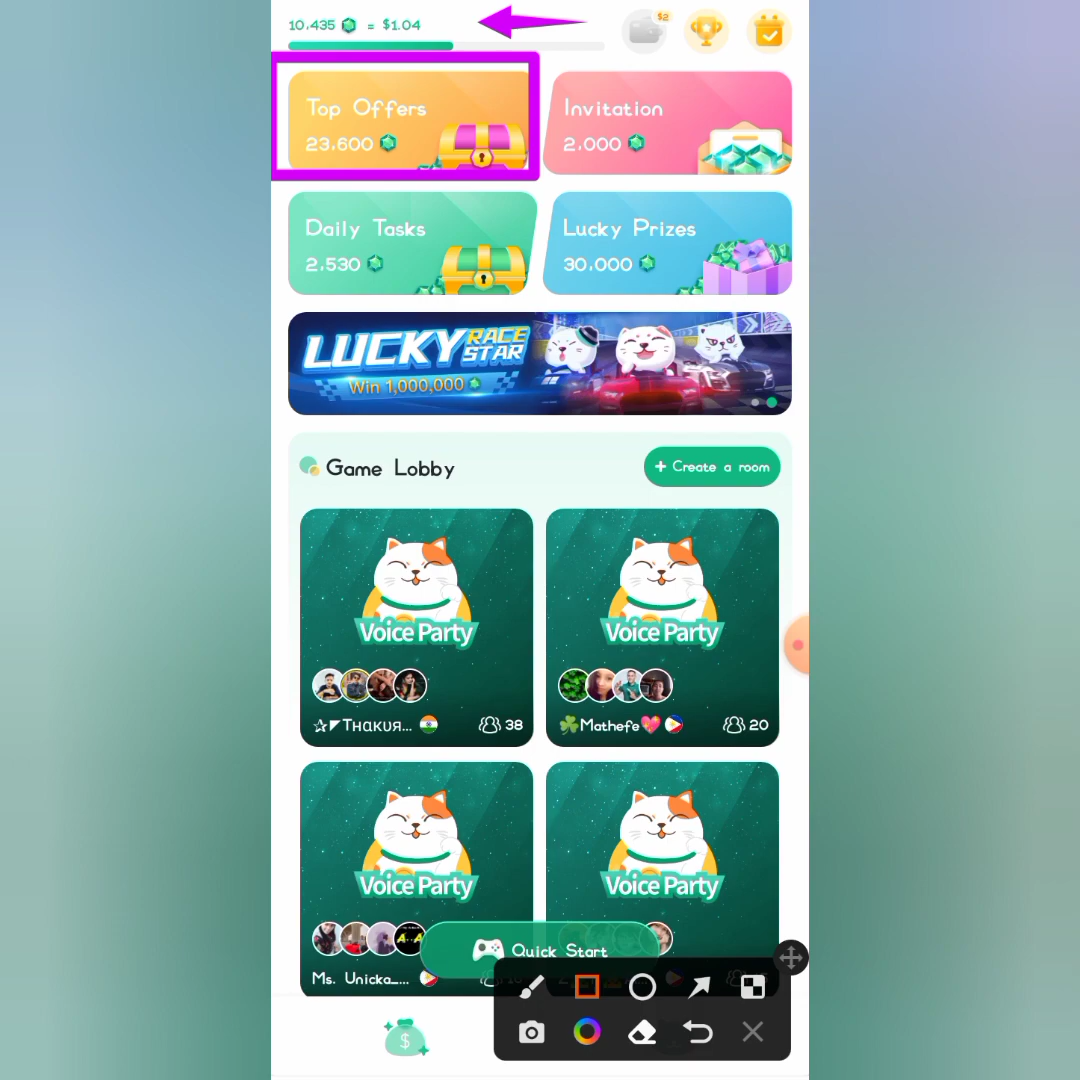 10,435 = $1.04
$2
Top Offers
23,600
Invitation
2,000
Daily Tasks
2,530
Lucky Prizes
30,000
LUCKY RACE STAR
Win 1,000,000
Game Lobby
+ Create a room
Voice Party
Voice Party
38
Mathefe
20
Voice Party
Voice Party
Quick Start
Ms. Unicka_...
$